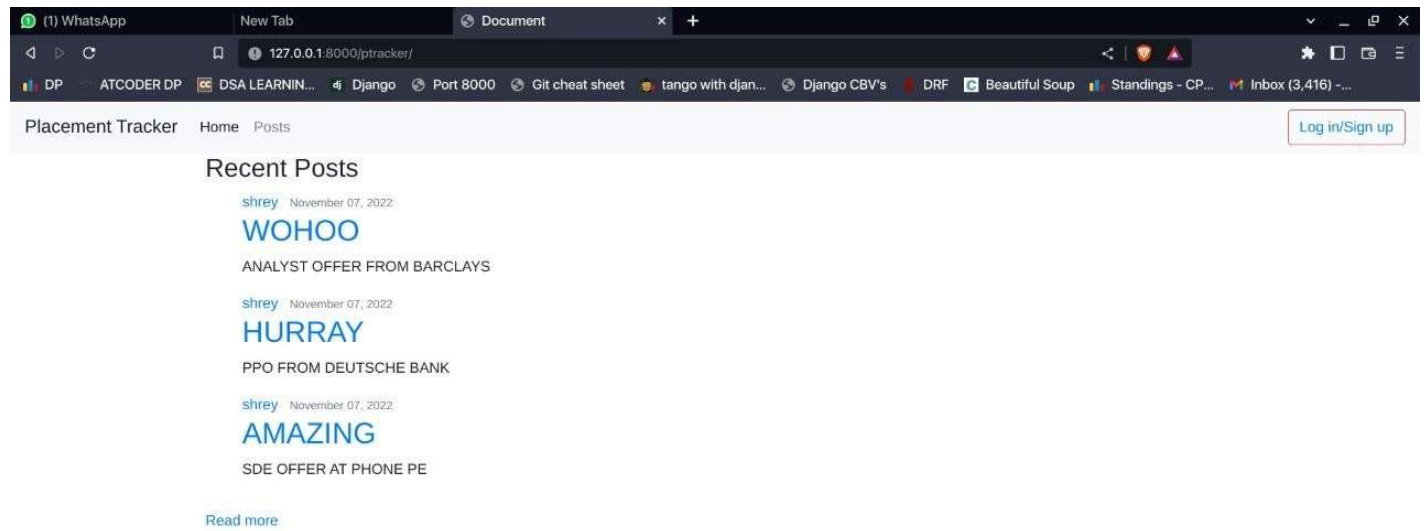 (1) WhatsApp New Tab Document × +
127.0.0.1:8000/ptracker/
DP ATCODER DP CC DSA LEARNIN... dj Django Port 8000 Git cheat sheet tango with djan... Django CBV's DRF C Beautiful Soup Standings - CP... M Inbox (3,416) -...
Placement Tracker Home Posts Log in/Sign up
Recent Posts
shrey November 07, 2022
WOHOO
ANALYST OFFER FROM BARCLAYS
shrey November 07, 2022
HURRAY
PPO FROM DEUTSCHE BANK
shrey November 07, 2022
AMAZING
SDE OFFER AT PHONE PE
Read more